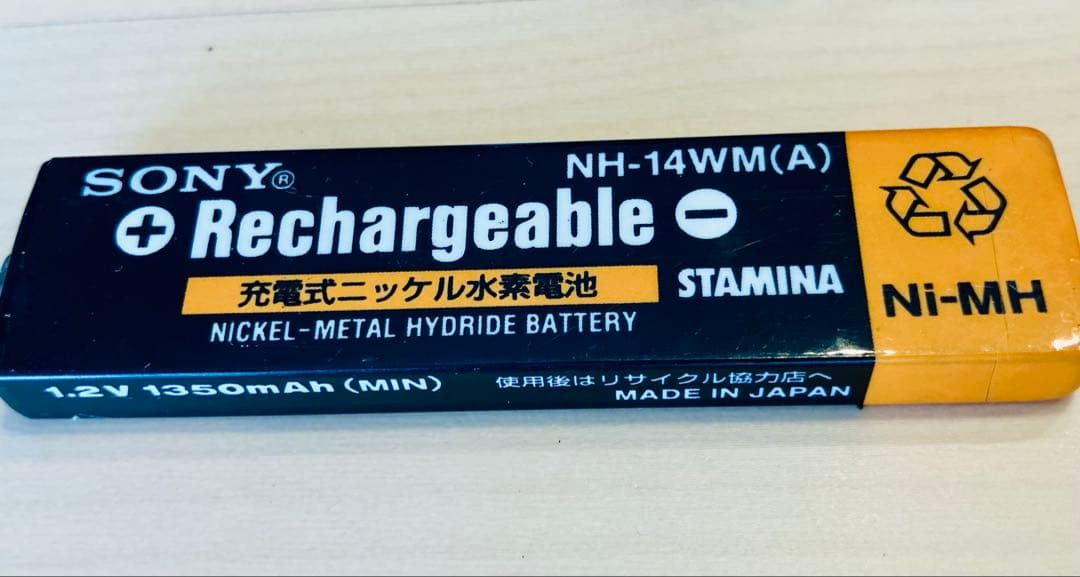 SONY® NH-14WM(A)
⊕ Rechargeable ⊖
充電式ニッケル水素電池 STAMINA
NICKEL-METAL HYDRIDE BATTERY
Ni-MH
1.2V 1350mAh (MIN) 使用後はリサイクル協力店へ
MADE IN JAPAN